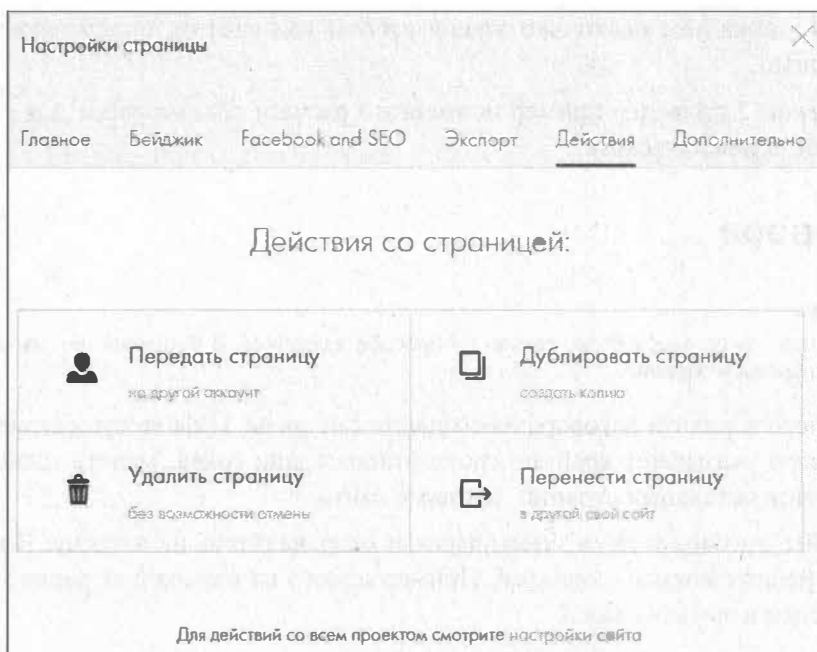 Настройки страницы
Главное Бейджик Facebook and SEO Экспорт Действия Дополнительно
Действия со страницей:
Передать страницу
на другой аккаунт
Дублировать страницу
создать копию
Удалить страницу
без возможности отмены
Перенести страницу
в другой свой сайт
Для действий со всем проектом смотрите настройки сайта